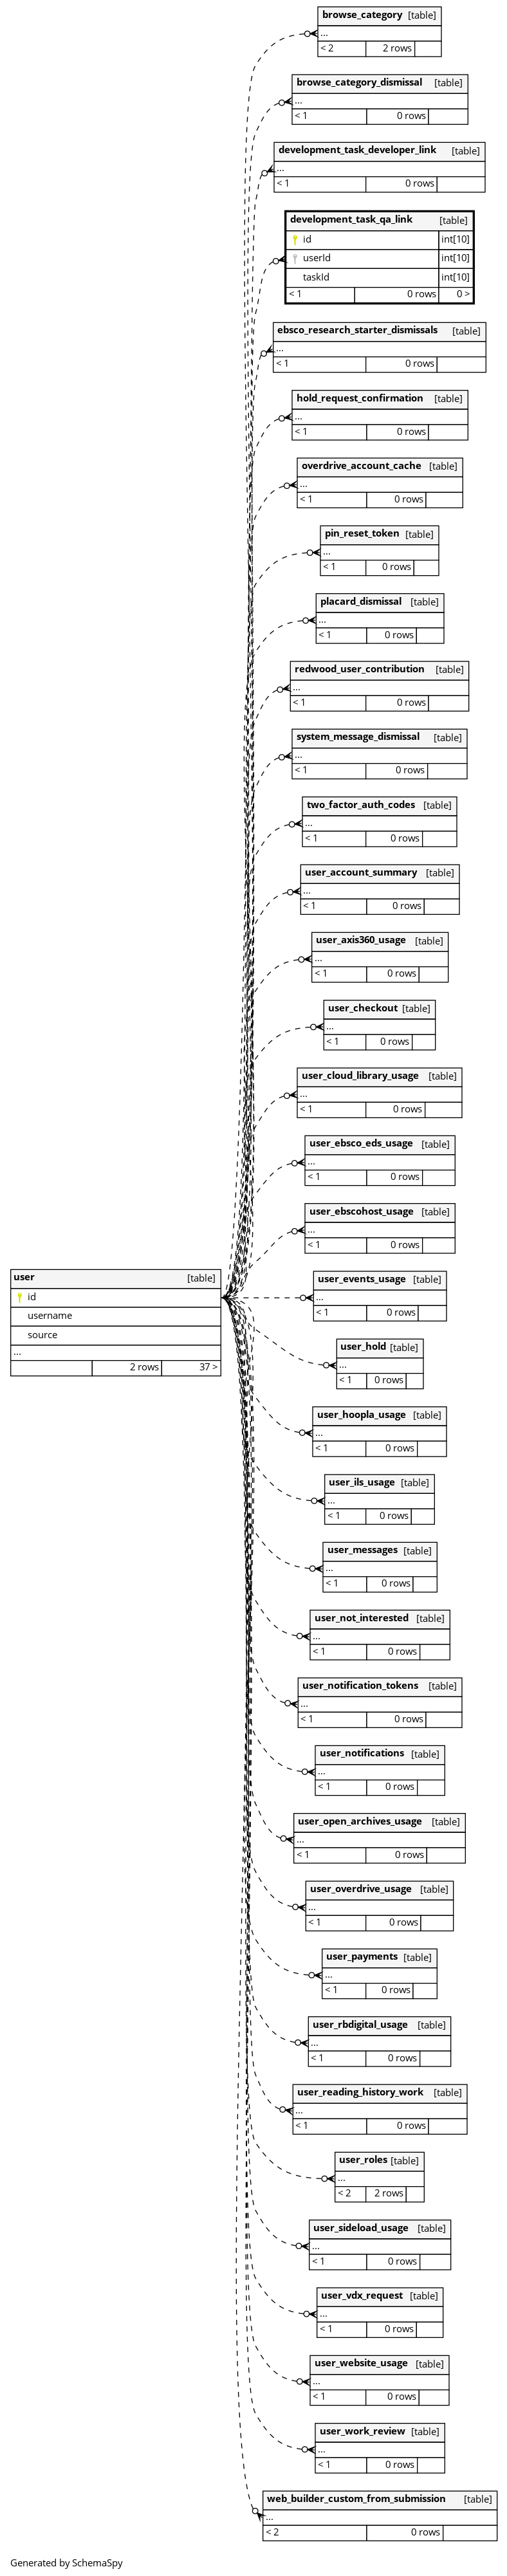 browse_category [table]
...
< 2 2 rows
browse_category_dismissal [table]
...
< 1 0 rows
development_task_developer_link [table]
...
< 1 0 rows
development_task_qa_link [table]
id int[10]
userId int[10]
taskId int[10]
< 1 0 rows 0 >
ebsco_research_starter_dismissals [table]
...
< 1 0 rows
hold_request_confirmation [table]
...
< 1 0 rows
overdrive_account_cache [table]
...
< 1 0 rows
pin_reset_token [table]
...
< 1 0 rows
placard_dismissal [table]
...
< 1 0 rows
redwood_user_contribution [table]
...
< 1 0 rows
system_message_dismissal [table]
...
< 1 0 rows
two_factor_auth_codes [table]
...
< 1 0 rows
user_account_summary [table]
...
< 1 0 rows
user_axis360_usage [table]
...
< 1 0 rows
user_checkout [table]
...
< 1 0 rows
user_cloud_library_usage [table]
...
< 1 0 rows
user_ebsco_eds_usage [table]
...
< 1 0 rows
user_ebscohost_usage [table]
...
< 1 0 rows
user [table]
id
username
source
...
2 rows 37 >
user_events_usage [table]
...
< 1 0 rows
user_hold [table]
...
< 1 0 rows
user_hoopla_usage [table]
...
< 1 0 rows
user_ils_usage [table]
...
< 1 0 rows
user_messages [table]
...
< 1 0 rows
user_not_interested [table]
...
< 1 0 rows
user_notification_tokens [table]
...
< 1 0 rows
user_notifications [table]
...
< 1 0 rows
user_open_archives_usage [table]
...
< 1 0 rows
user_overdrive_usage [table]
...
< 1 0 rows
user_payments [table]
...
< 1 0 rows
user_rbdigital_usage [table]
...
< 1 0 rows
user_reading_history_work [table]
...
< 1 0 rows
user_roles [table]
...
< 2 2 rows
user_sideload_usage [table]
...
< 1 0 rows
user_vdx_request [table]
...
< 1 0 rows
user_website_usage [table]
...
< 1 0 rows
user_work_review [table]
...
< 1 0 rows
web_builder_custom_from_submission [table]
...
< 2 0 rows
Generated by SchemaSpy